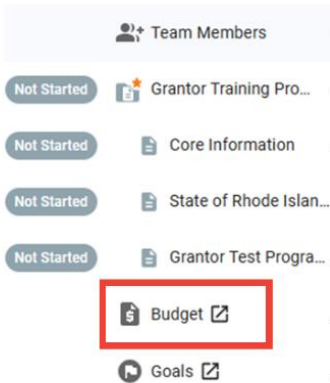 Team Members
Not Started Grantor Training Pro...
Not Started Core Information
Not Started State of Rhode Islan...
Not Started Grantor Test Progra...
Budget
Goals